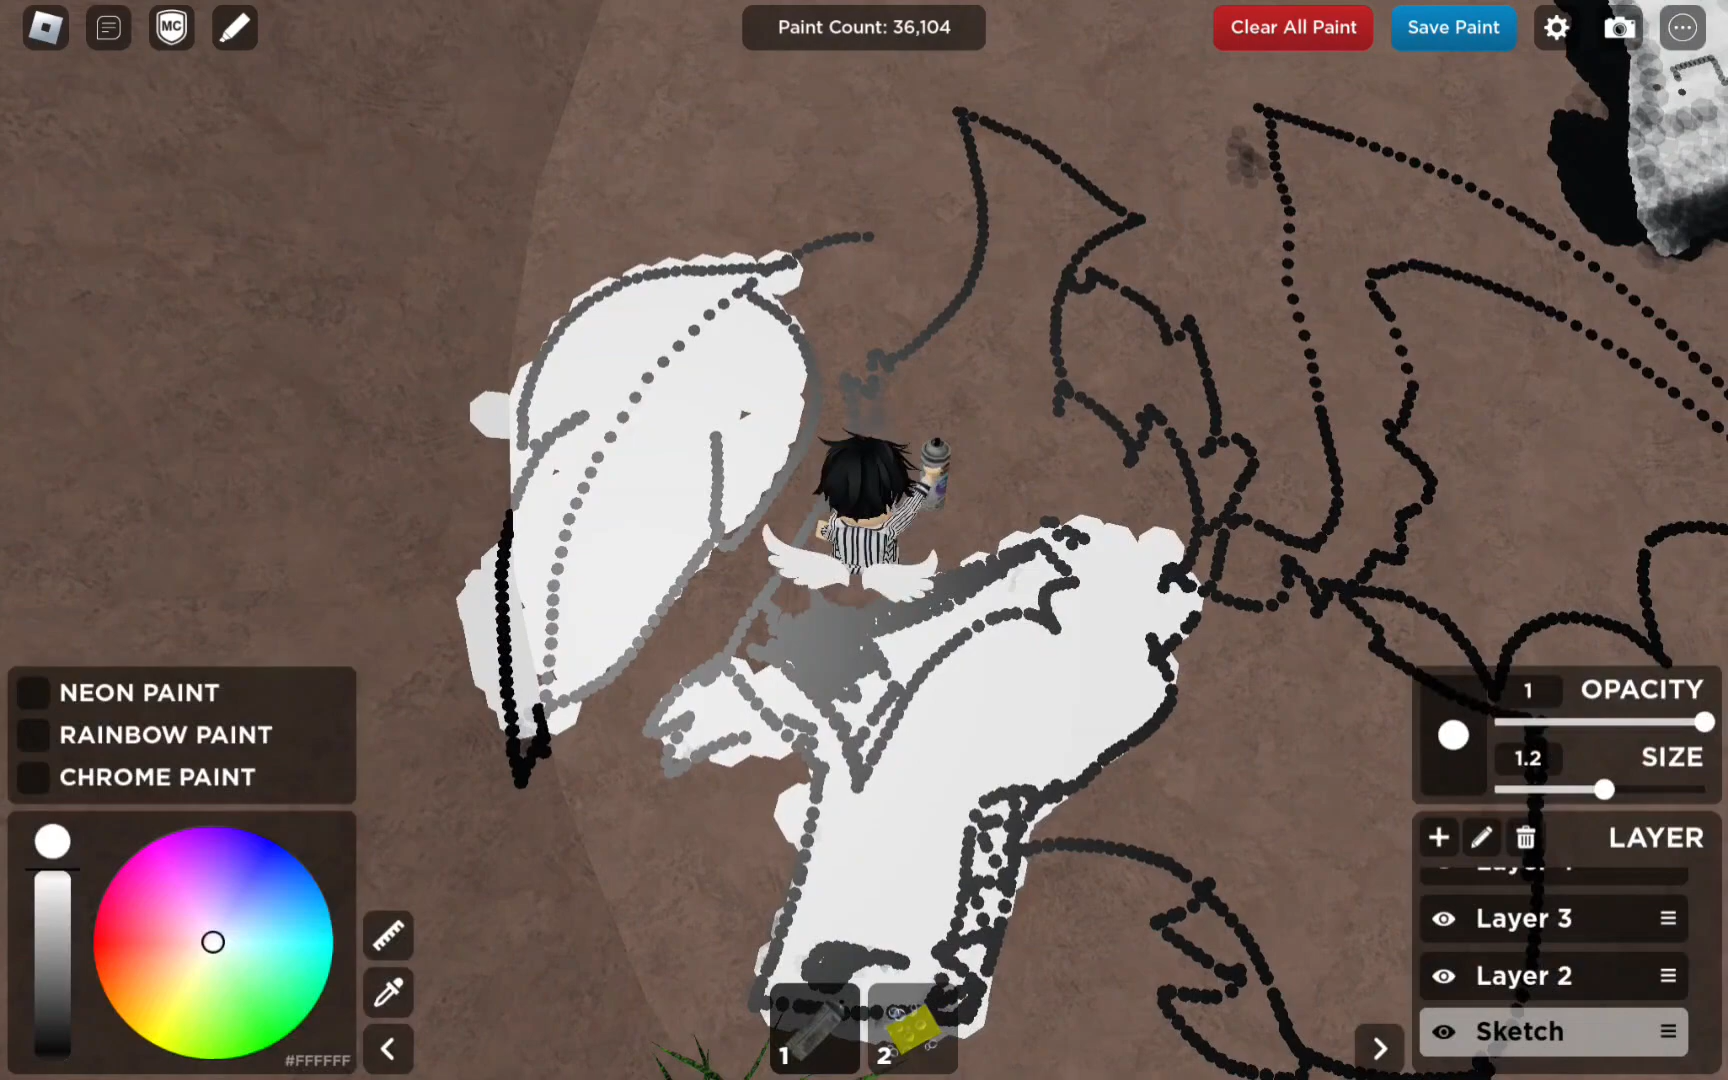 MC
Paint Count: 36,104
Clear All Paint
Save Paint
NEON PAINT
RAINBOW PAINT
CHROME PAINT
#FFFFFF
1
2
1
OPACITY
1.2
SIZE
LAYER
Layer 3
Layer 2
Sketch